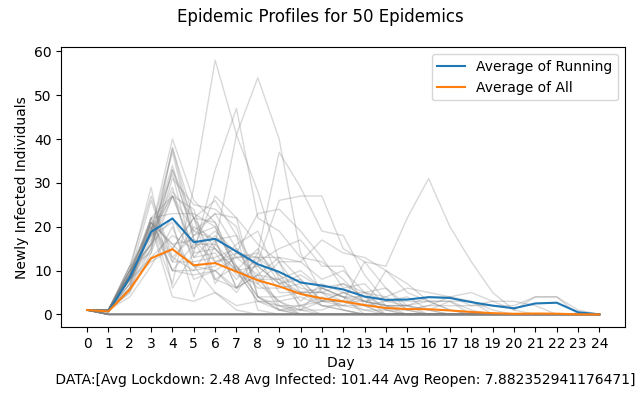 Epidemic Profiles for 50 Epidemics
Average of Running
Average of All
Newly Infected Individuals
60
50
40
30
20
10
0
0 1 2 3 4 5 6 7 8 9 10 11 12 13 14 15 16 17 18 19 20 21 22 23 24
Day
DATA:[Avg Lockdown: 2.48 Avg Infected: 101.44 Avg Reopen: 7.882352941176471]